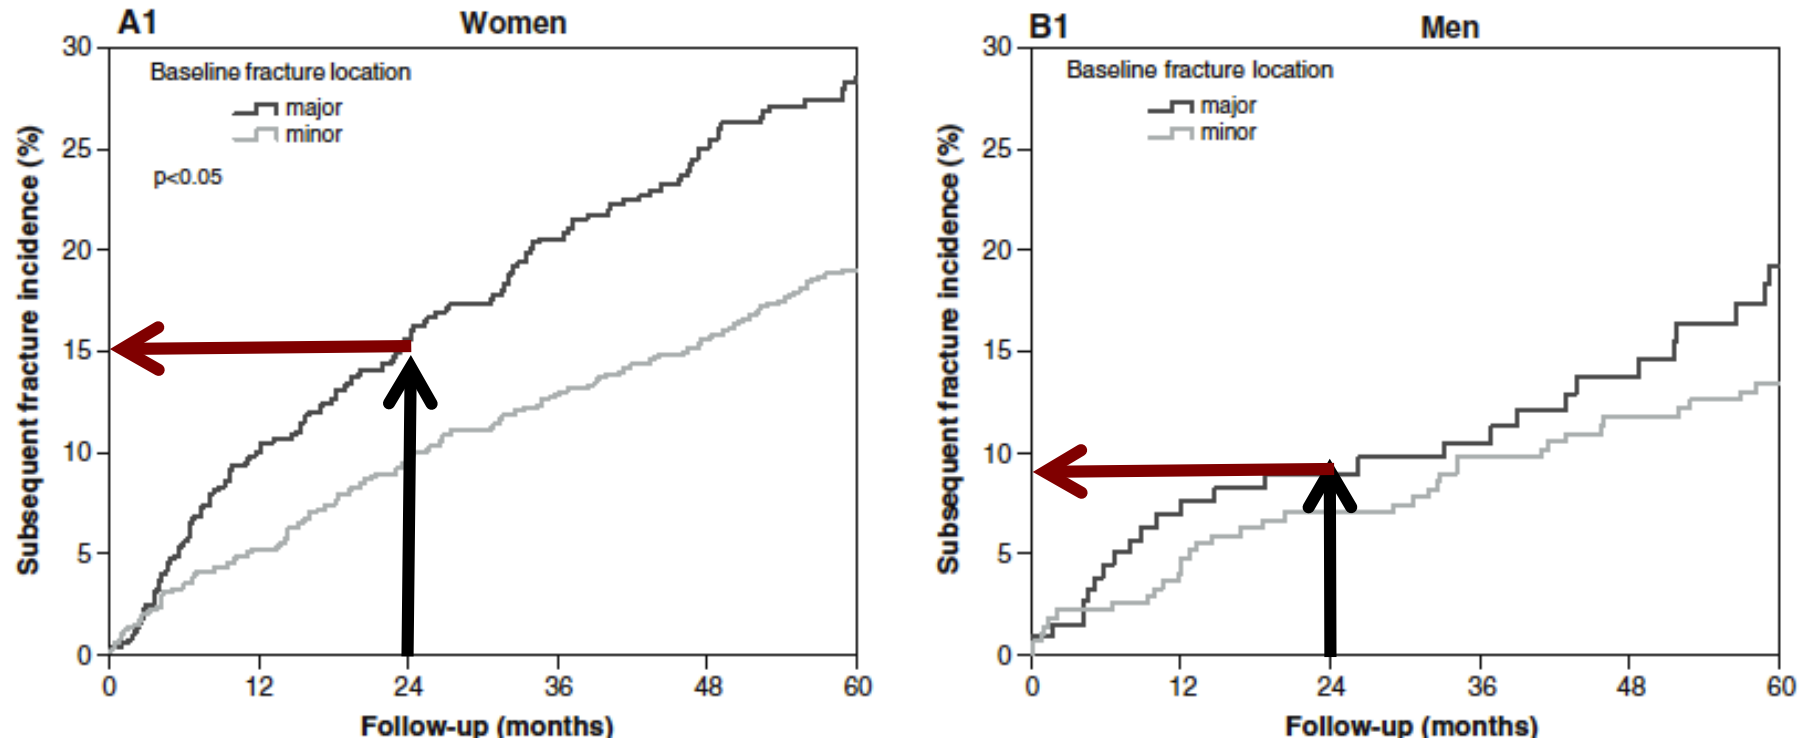 A1 Women
30
25
20
15
10
5
0
Subsequent fracture incidence (%)
Baseline fracture location
major
minor
p<0.05
0 12 24 36 48 60
Follow-up (months)
B1 Men
30
25
20
15
10
5
0
Subsequent fracture incidence (%)
Baseline fracture location
major
minor
0 12 24 36 48 60
Follow-up (months)